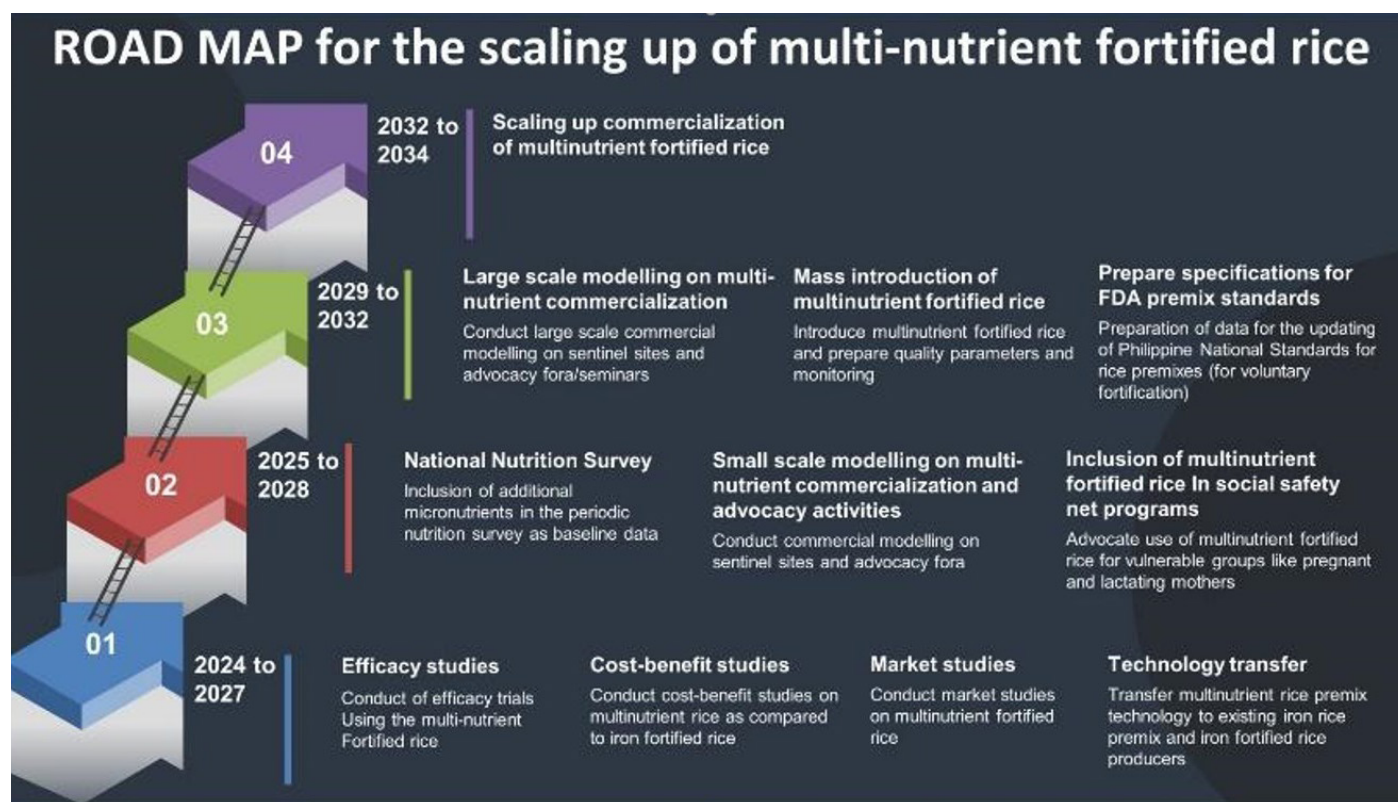 ROAD MAP for the scaling up of multi-nutrient fortified rice
04
2032 to
2034
Scaling up commercialization
of multinutrient fortified rice
03
2029 to
2032
Large scale modelling on multi-
nutrient commercialization
Conduct large scale commercial
modelling on sentinel sites and
advocacy fora/seminars
Mass introduction of
multinutrient fortified rice
Introduce multinutrient fortified rice
and prepare quality parameters and
monitoring
Prepare specifications for
FDA premix standards
Preparation of data for the updating
of Philippine National Standards for
rice premixes (for voluntary
fortification)
02
2025 to
2028
National Nutrition Survey
Inclusion of additional
micronutrients in the periodic
nutrition survey as baseline data
Small scale modelling on multi-
nutrient commercialization and
advocacy activities
Conduct commercial modelling on
sentinel sites and advocacy fora
Inclusion of multinutrient
fortified rice In social safety
net programs
Advocate use of multinutrient fortified
rice for vulnerable groups like pregnant
and lactating mothers
01
2024 to
2027
Efficacy studies
Conduct of efficacy trials
Using the multi-nutrient
Fortified rice
Cost-benefit studies
Conduct cost-benefit studies on
multinutrient rice as compared
to iron fortified rice
Market studies
Conduct market studies
on multinutrient fortified
rice
Technology transfer
Transfer multinutrient rice premix
technology to existing iron rice
premix and iron fortified rice
producers